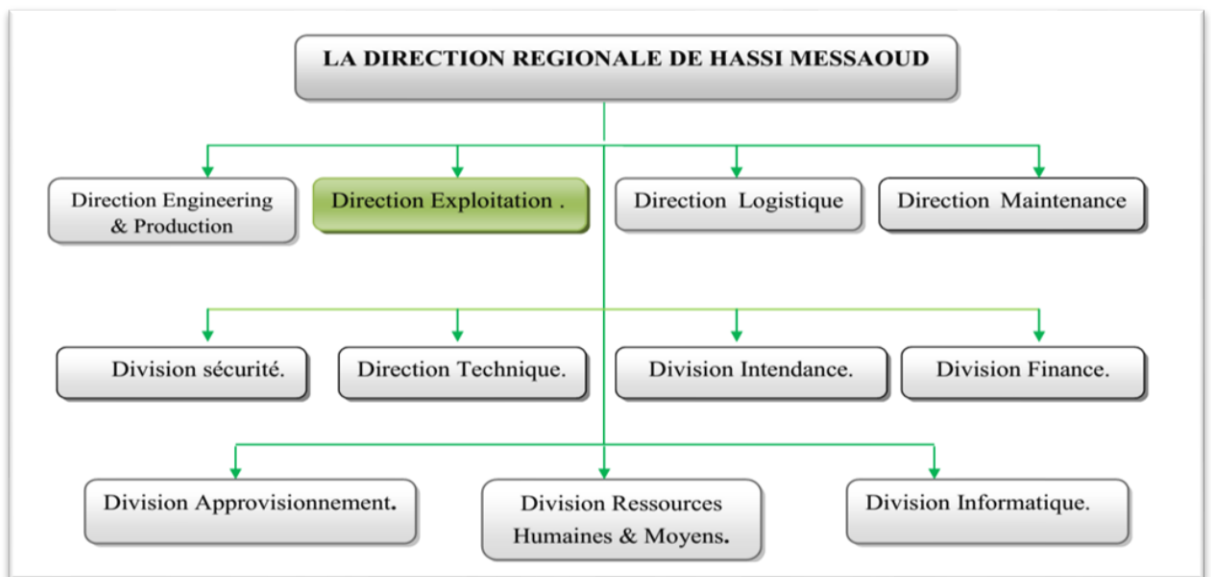 LA DIRECTION REGIONALE DE HASSI MESSAOUD
Direction Engineering
& Production
Direction Exploitation .
Direction Logistique
Direction Maintenance
Division sécurité.
Direction Technique.
Division Intendance.
Division Finance.
Division Approvisionnement.
Division Ressources
Humaines & Moyens.
Division Informatique.